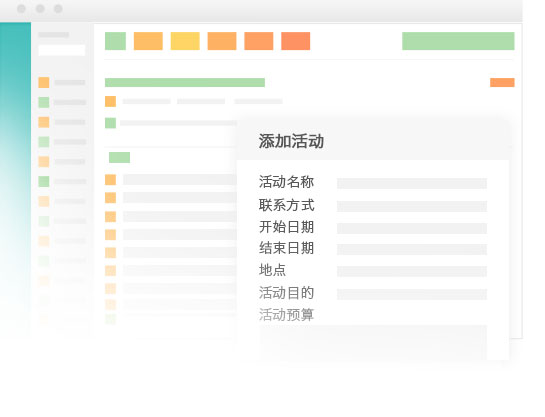 添加活动
活动名称
联系方式
开始日期
结束日期
地点
活动目的
活动预算